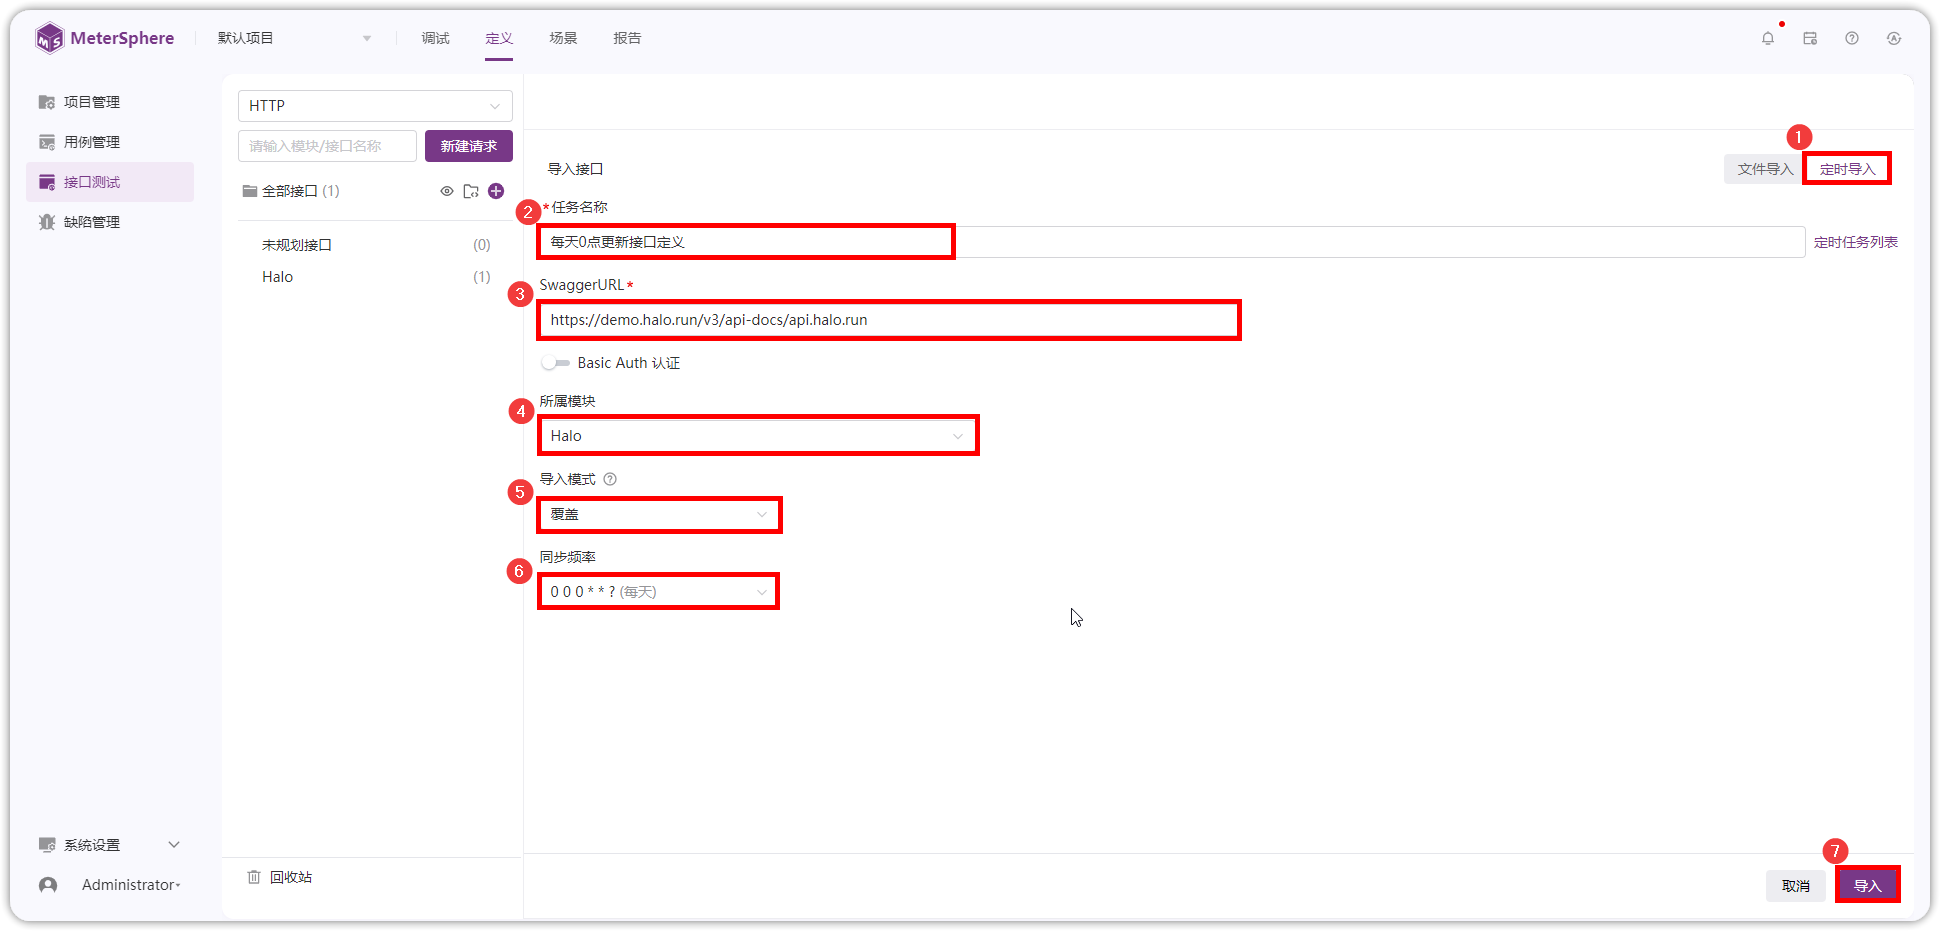 MeterSphere
默认项目
调试
定义
场景
报告
项目管理
用例管理
接口测试
缺陷管理
系统设置
Administrator
HTTP
请输入模块/接口名称
新建请求
全部接口 (1)
未规划接口 (0)
Halo (1)
回收站
导入接口
文件导入
1
定时导入
2
*任务名称
每天0点更新接口定义
定时任务列表
3
SwaggerURL*
https://demo.halo.run/v3/api-docs/api.halo.run
Basic Auth 认证
4
所属模块
Halo
5
导入模式
覆盖
6
同步频率
0 0 0 * * ? (每天)
7
取消
导入